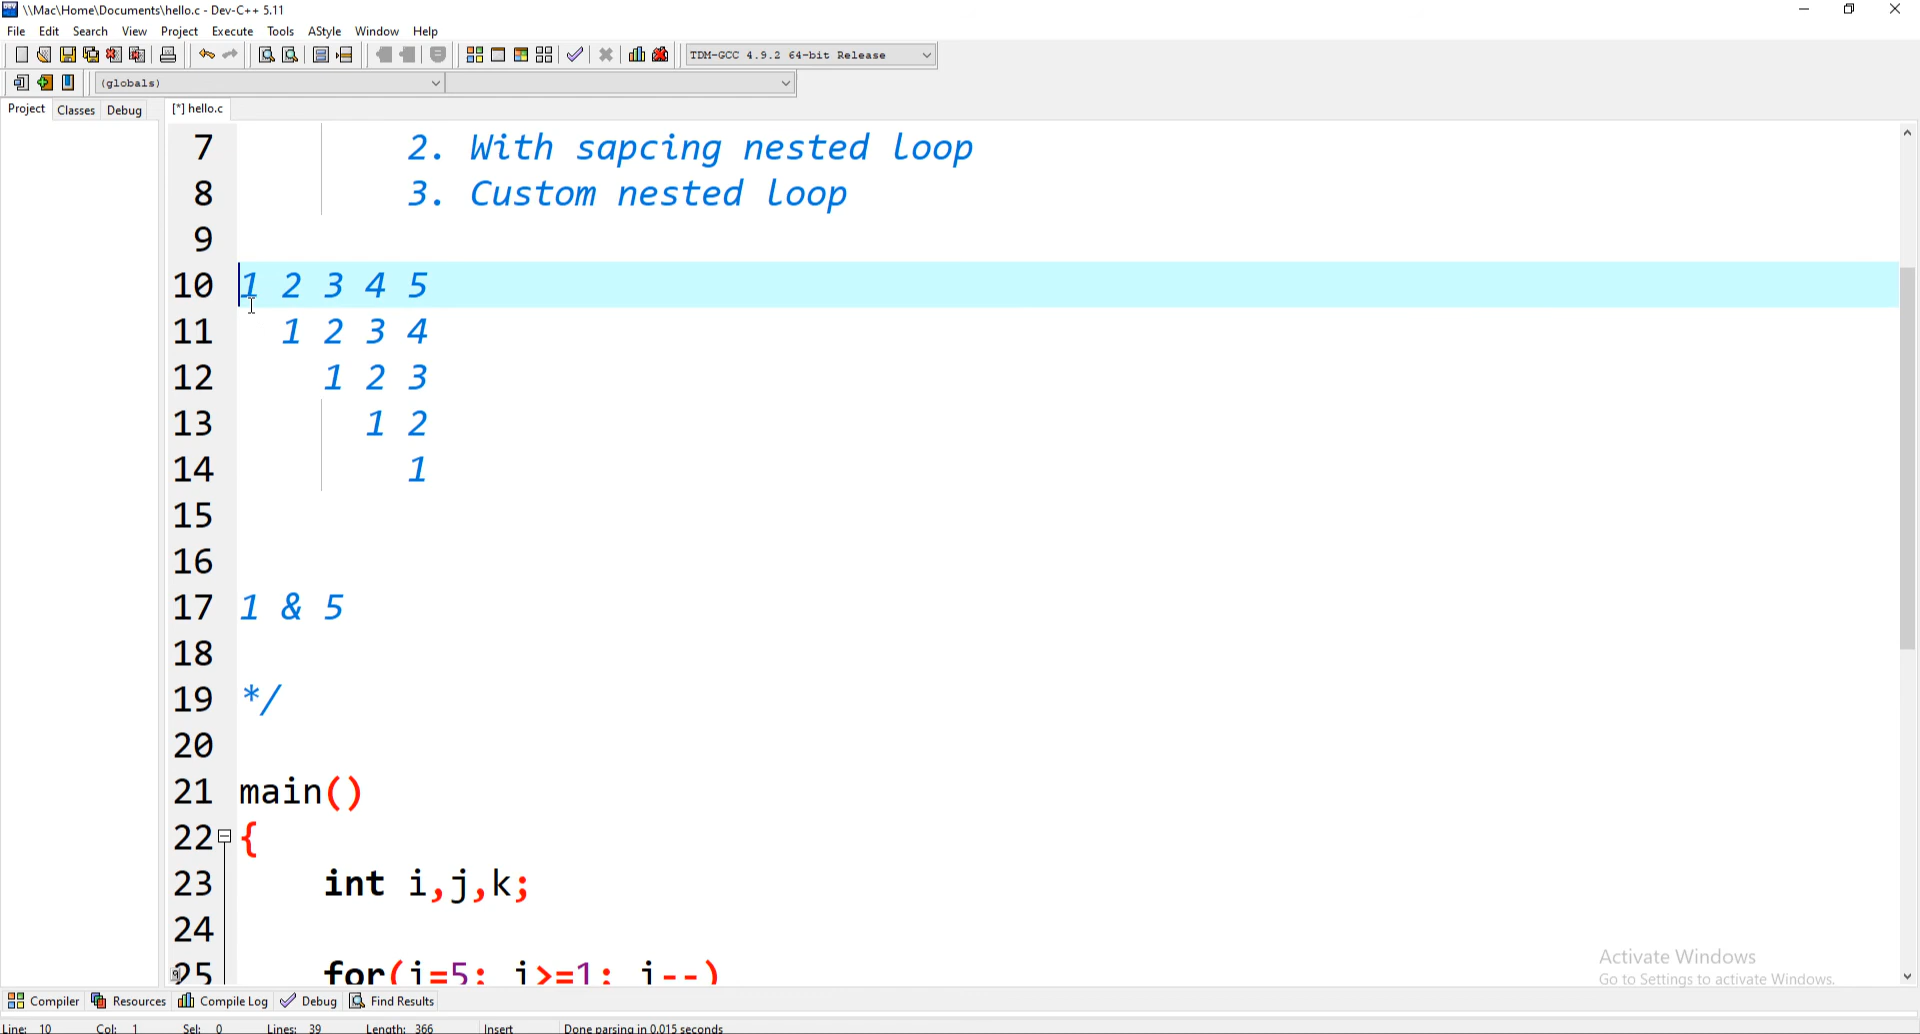 \\Mac\Home\Documents\hello.c - Dev-C++ 5.11
File Edit Search View Project Execute Tools AStyle Window Help
TDM-GCC 4.9.2 64-bit Release
(globals)
Project Classes Debug [*] hello.c
7 2. With sapcing nested loop
8 3. Custom nested loop
9
10 1 2 3 4 5
11 1 2 3 4
12 1 2 3
13 1 2
14 1
15
16
17 1 & 5
18
19 */
20
21 main()
22 {
23 int i,j,k;
24
25 for(i=5; i>=1; i--)
Activate Windows
Go to Settings to activate Windows.
Compiler Resources Compile Log Debug Find Results
Line: 10 Col: 1 Sel: 0 Lines: 39 Length: 366 Insert Done parsing in 0.015 seconds